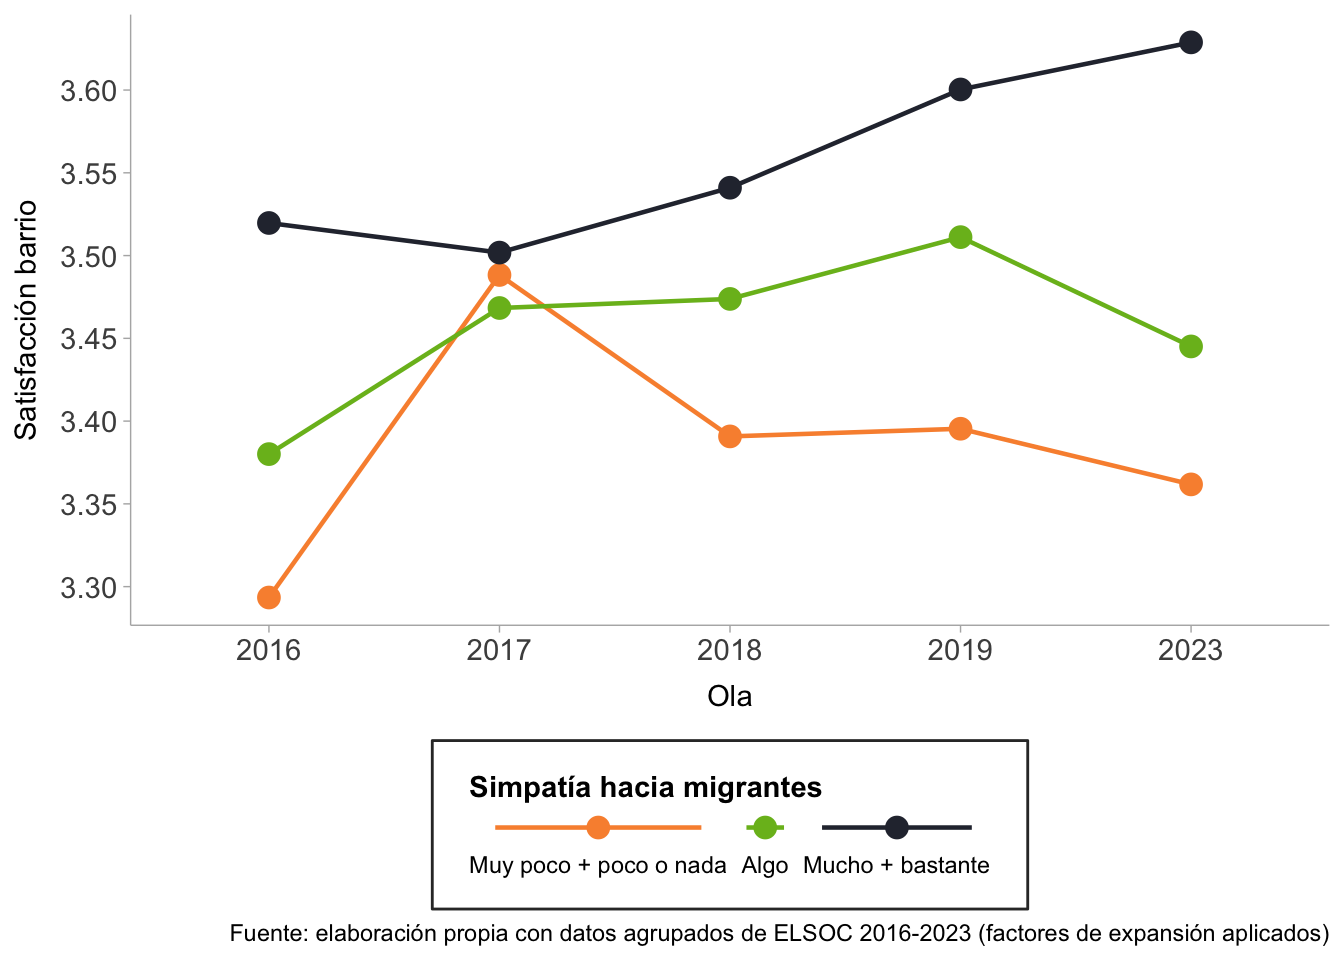 3.60
3.55
3.50
3.45
3.40
3.35
3.30
Satisfacción barrio
2016 2017 2018 2019 2023
Ola
Simpatía hacia migrantes
Muy poco + poco o nada Algo Mucho + bastante
Fuente: elaboración propia con datos agrupados de ELSOC 2016-2023 (factores de expansión aplicados)